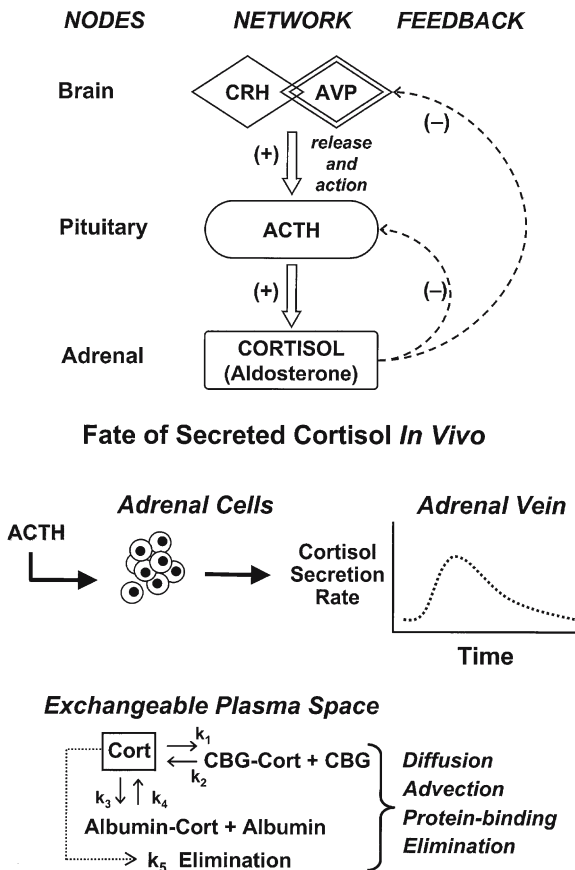 NODES NETWORK FEEDBACK
Brain CRH AVP
(–)
(+) release
and
action
Pituitary ACTH
(+) (–)
Adrenal CORTISOL
(Aldosterone)
Fate of Secreted Cortisol In Vivo
Adrenal Cells Adrenal Vein
ACTH
Cortisol
Secretion
Rate
Time
Exchangeable Plasma Space
Cort k1 CBG-Cort + CBG
k2
k3 k4
Albumin-Cort + Albumin
k5 Elimination
Diffusion
Advection
Protein-binding
Elimination